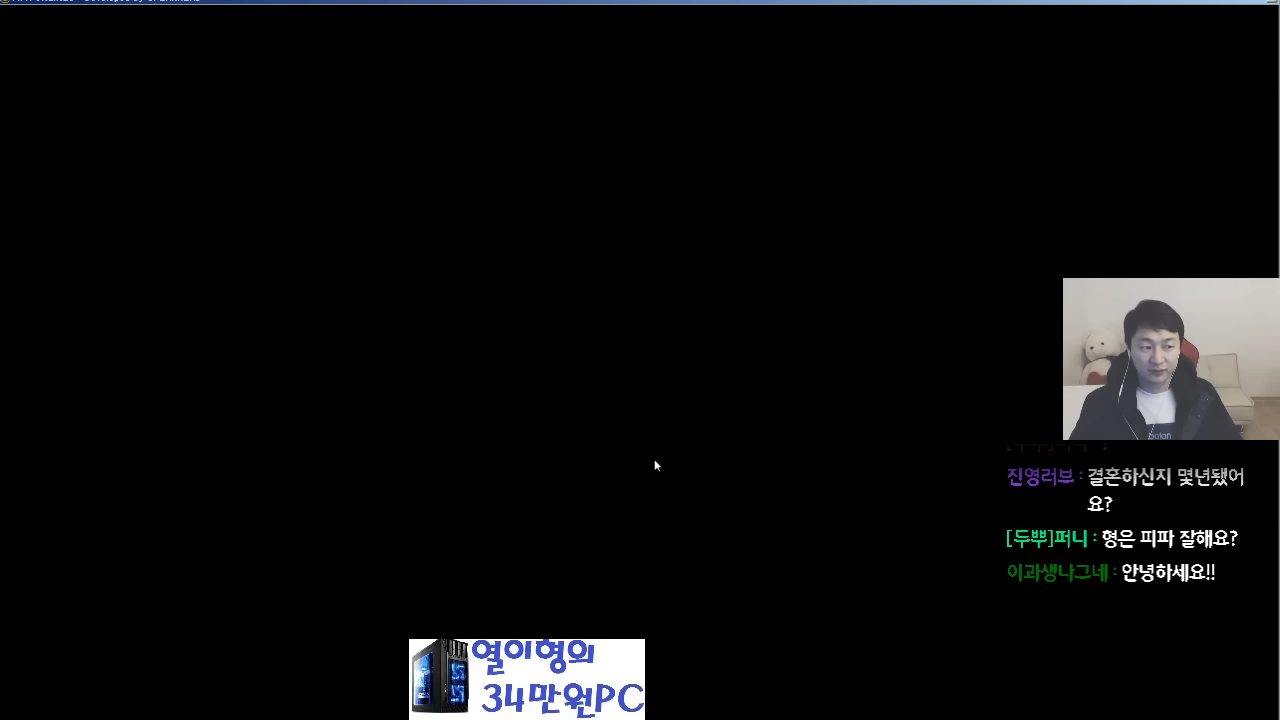 진영러브 : 결혼하신지 몇년됐어
요?
[두뿌]퍼니 : 형은 피파 잘해요?
이과생나그네 : 안녕하세요!!
열이형의
34만원PC